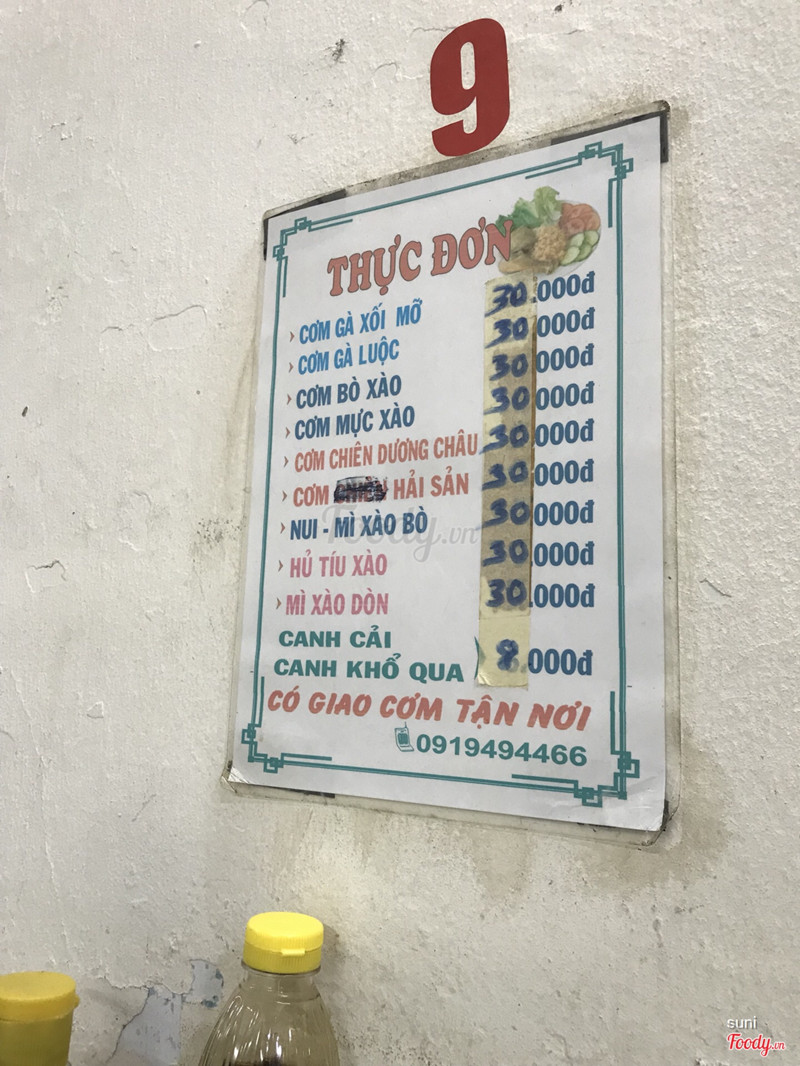 9
THỰC ĐƠN
CƠM GÀ XỐI MỠ 30.000đ
CƠM GÀ LUỘC 30.000đ
CƠM BÒ XÀO 30.000đ
CƠM MỰC XÀO 30.000đ
CƠM CHIÊN DƯƠNG CHÂU 30.000đ
CƠM HẢI SẢN 30.000đ
NUI - MÌ XÀO BÒ 30.000đ
HỦ TÍU XÀO 30.000đ
MÌ XÀO DÒN 30.000đ
CANH CẢI
CANH KHỔ QUA 8.000đ
CÓ GIAO CƠM TẬN NƠI
0919494466
Foody.vn
suni
Foody.vn